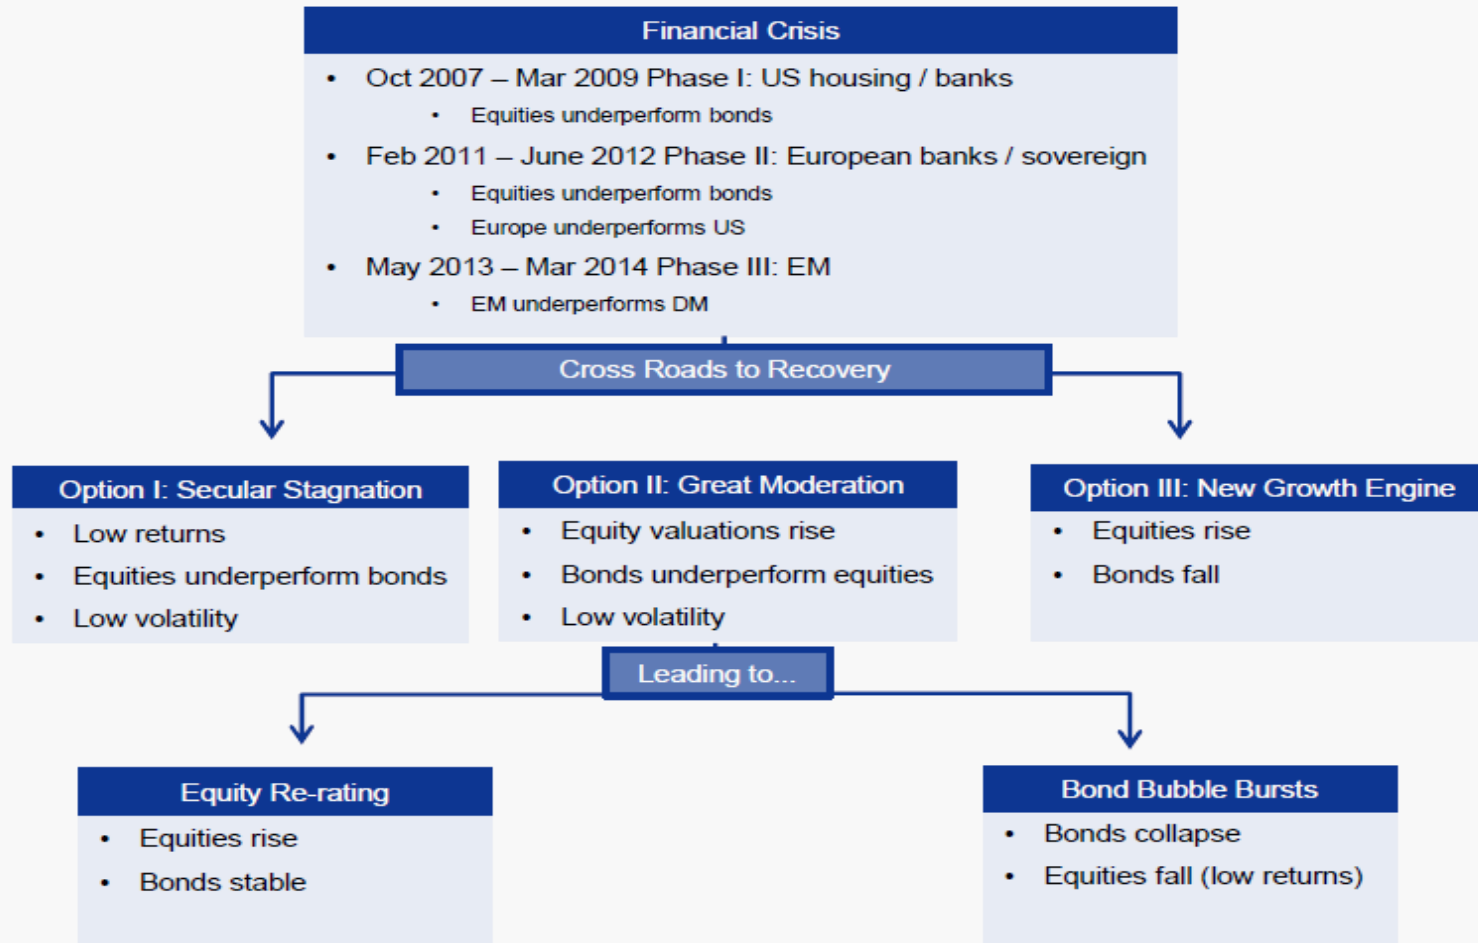 Financial Crisis
• Oct 2007 – Mar 2009 Phase I: US housing / banks
• Equities underperform bonds
• Feb 2011 – June 2012 Phase II: European banks / sovereign
• Equities underperform bonds
• Europe underperforms US
• May 2013 – Mar 2014 Phase III: EM
• EM underperforms DM
Cross Roads to Recovery
Option I: Secular Stagnation
• Low returns
• Equities underperform bonds
• Low volatility
Option II: Great Moderation
• Equity valuations rise
• Bonds underperform equities
• Low volatility
Option III: New Growth Engine
• Equities rise
• Bonds fall
Leading to...
Equity Re-rating
• Equities rise
• Bonds stable
Bond Bubble Bursts
• Bonds collapse
• Equities fall (low returns)